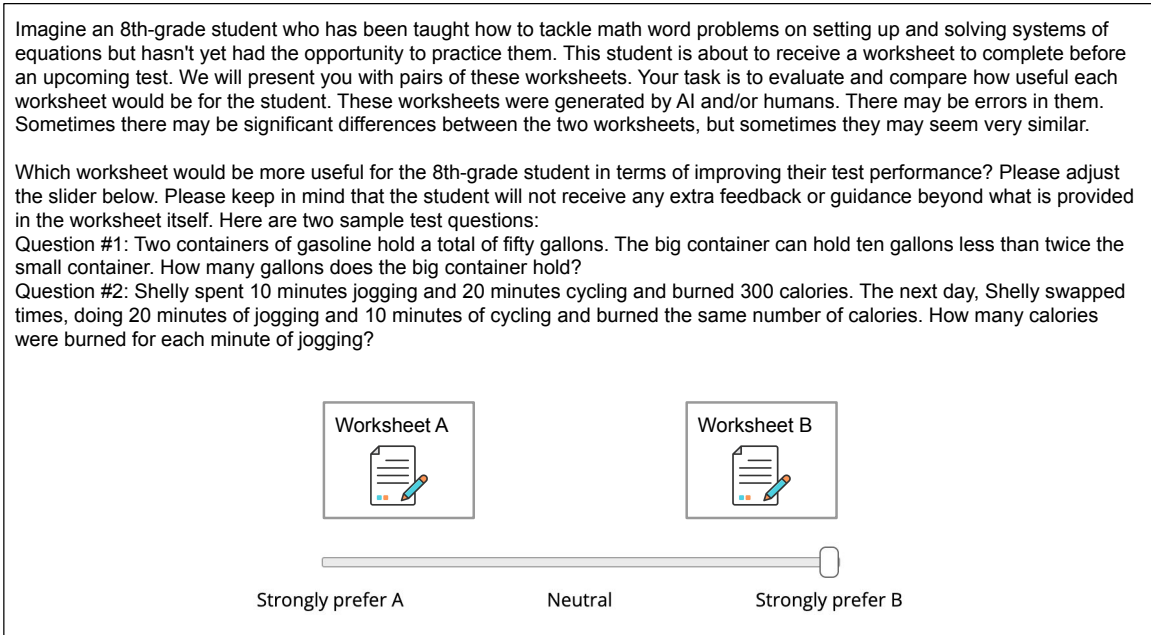 Imagine an 8th-grade student who has been taught how to tackle math word problems on setting up and solving systems of
equations but hasn't yet had the opportunity to practice them. This student is about to receive a worksheet to complete before
an upcoming test. We will present you with pairs of these worksheets. Your task is to evaluate and compare how useful each
worksheet would be for the student. These worksheets were generated by AI and/or humans. There may be errors in them.
Sometimes there may be significant differences between the two worksheets, but sometimes they may seem very similar.
Which worksheet would be more useful for the 8th-grade student in terms of improving their test performance? Please adjust
the slider below. Please keep in mind that the student will not receive any extra feedback or guidance beyond what is provided
in the worksheet itself. Here are two sample test questions:
Question #1: Two containers of gasoline hold a total of fifty gallons. The big container can hold ten gallons less than twice the
small container. How many gallons does the big container hold?
Question #2: Shelly spent 10 minutes jogging and 20 minutes cycling and burned 300 calories. The next day, Shelly swapped
times, doing 20 minutes of jogging and 10 minutes of cycling and burned the same number of calories. How many calories
were burned for each minute of jogging?
Worksheet A
Worksheet B
Strongly prefer A
Neutral
Strongly prefer B